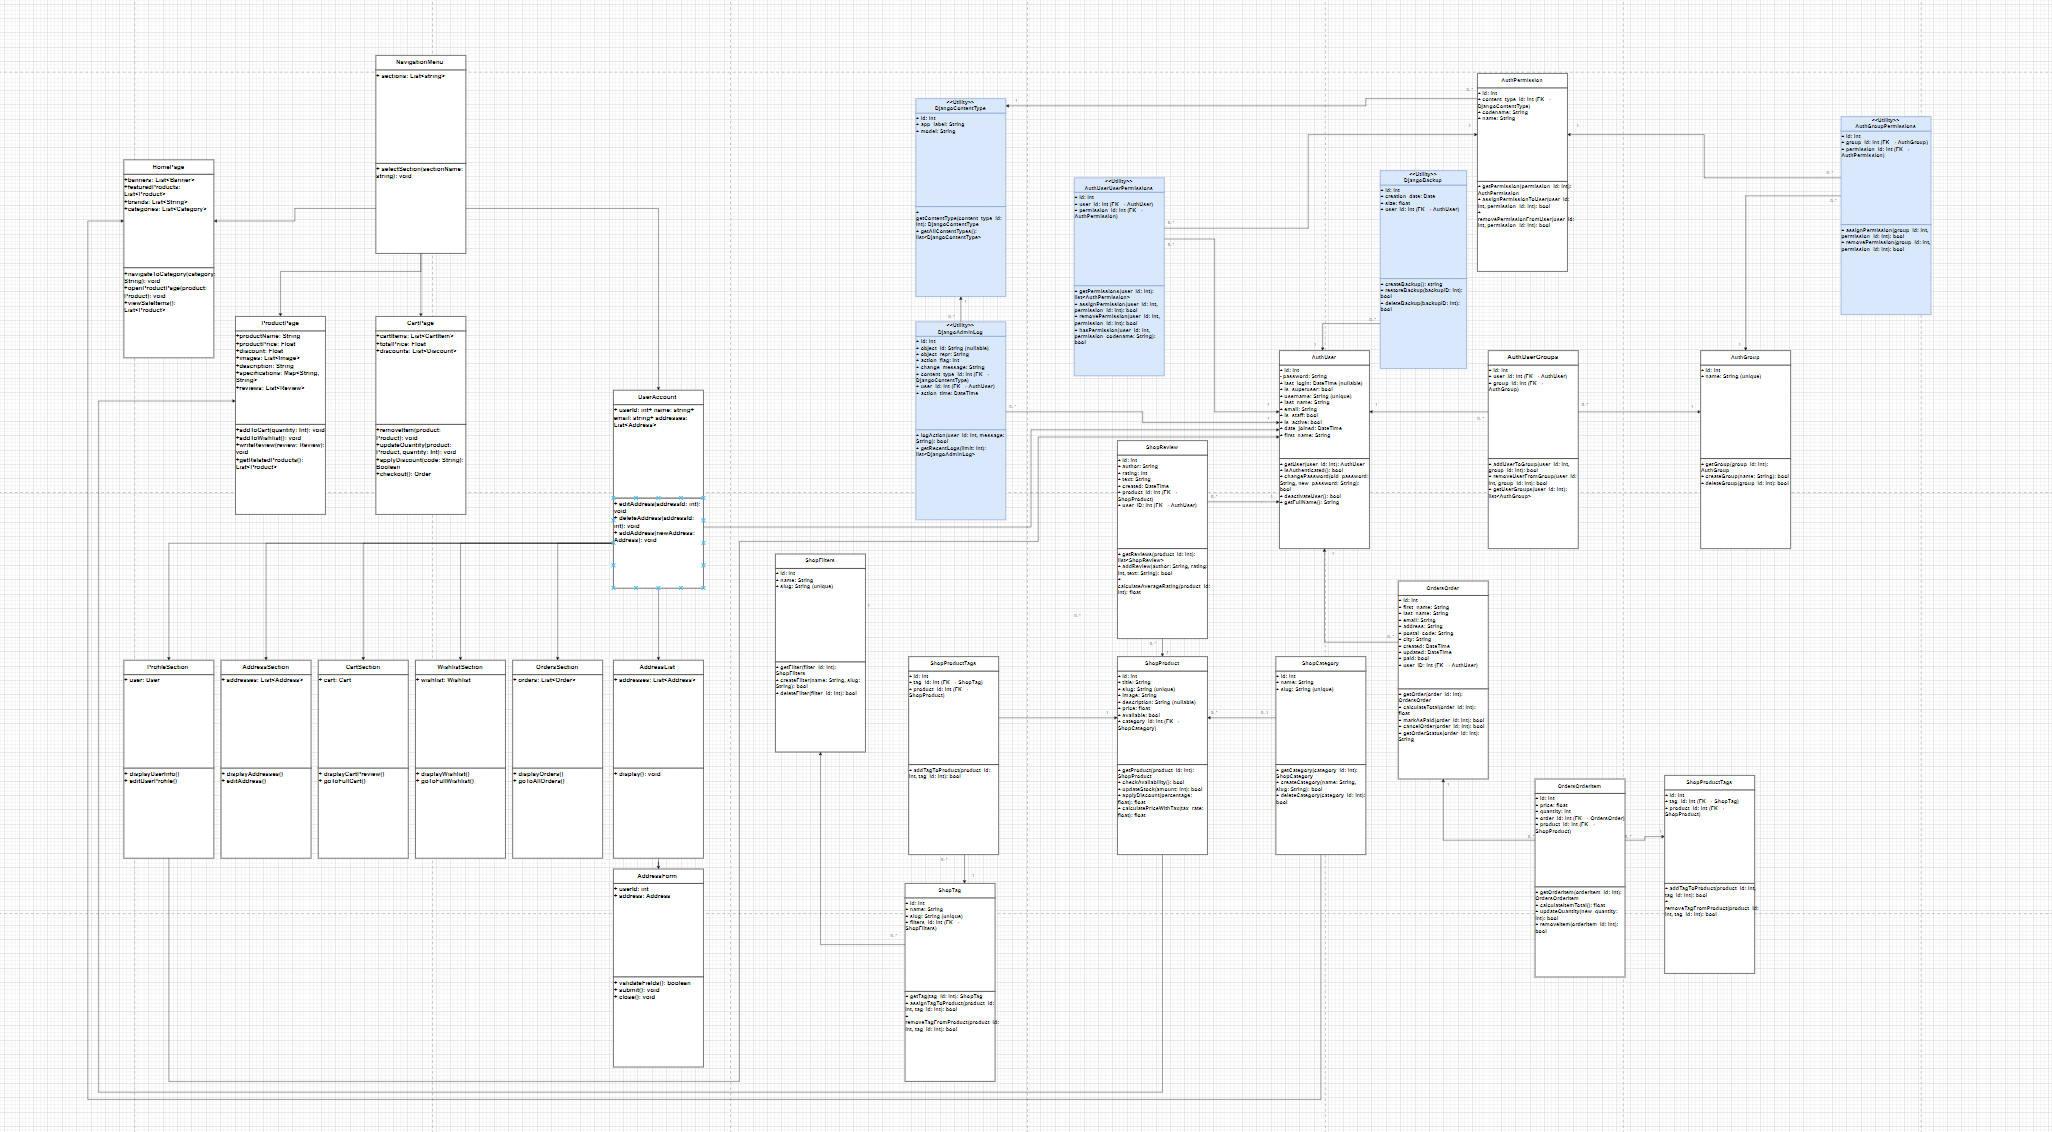 NavigationMenu
+ sections: List<string>
+ selectSection(sectionName:
string): void
HomePage
+banners: List<Banner>
+featuredProducts:
List<Product>
+brands: List<String>
+categories: List<Category>
+navigateToCategory(category:
String): void
+openProductPage(product:
Product): void
+viewSaleItems():
List<Product>
ProductPage
+productName: String
+productPrice: Float
+discount: Float
+images: List<Image>
+description: String
+specifications: Map<String,
String>
+reviews: List<Review>
+addToCart(quantity: Int): void
+addToWishlist(): void
+writeReview(review: Review):
void
+getRelatedProducts():
List<Product>
CartPage
+cartItems: List<CartItem>
+totalPrice: Float
+discounts: List<Discount>
+removeItem(product:
Product): void
+updateQuantity(product:
Product, quantity: Int): void
+applyDiscount(code: String):
Boolean
+checkout(): Order
UserAccount
+ userId: int+ name: string+
email: string+ addresses:
List<Address>
+ editAddress(addressId: int):
void
+ deleteAddress(addressId:
int): void
+ addAddress(newAddress:
Address): void
ProfileSection
+ user: User
+ displayUserInfo()
+ editUserProfile()
AddressSection
+ addresses: List<Address>
+ displayAddresses()
+ editAddress()
CartSection
+ cart: Cart
+ displayCartPreview()
+ goToFullCart()
WishlistSection
+ wishlist: Wishlist
+ displayWishlist()
+ goToFullWishlist()
OrdersSection
+ orders: List<Order>
+ displayOrders()
+ goToAllOrders()
AddressList
+ addresses: List<Address>
+ display(): void
AddressForm
+ userId: int
+ address: Address
+ validateFields(): boolean
+ submit(): void
+ close(): void
<<Utility>>
DjangoContentType
+ id: int
+ app_label: String
+ model: String
+
getContentType(content_type_id:
int): DjangoContentType
+ getAllContentTypes():
list<DjangoContentType>
<<Utility>>
DjangoAdminLog
+ id: int
+ object_id: String (nullable)
+ object_repr: String
+ action_flag: int
+ change_message: String
+ content_type_id: int (FK -
DjangoContentType)
+ user_id: int (FK - AuthUser)
+ action_time: DateTime
+ logAction(user_id: int, message:
String): bool
+ getRecentLogs(limit: int):
list<DjangoAdminLog>
<<Utility>>
AuthUserUserPermissions
+ id: int
+ user_id: int (FK - AuthUser)
+ permission_id: int (FK -
AuthPermission)
+ getPermissions(user_id: int):
list<AuthPermission>
+ assignPermission(user_id: int,
permission_id: int): bool
+ removePermission(user_id: int,
permission_id: int): bool
+ hasPermission(user_id: int,
permission_codename: String):
bool
<<Utility>>
DjangoBackup
+ id: int
+ creation_date: Date
+ size: float
+ user_id: int (FK - AuthUser)
+ createBackup(): string
+ restoreBackup(backupID: int):
bool
+ deleteBackup(backupID: int):
bool
AuthPermission
+ id: int
+ content_type_id: int (FK -
DjangoContentType)
+ codename: String
+ name: String
+ getPermission(permission_id: int):
AuthPermission
+ assignPermissionToUser(user_id:
int, permission_id: int): bool
+
removePermissionFromUser(user_id:
int, permission_id: int): bool
<<Utility>>
AuthGroupPermissions
+ id: int
+ group_id: int (FK - AuthGroup)
+ permission_id: int (FK -
AuthPermission)
+ assignPermission(group_id: int,
permission_id: int): bool
+ removePermission(group_id: int,
permission_id: int): bool
AuthUser
+ id: int
- password: String
+ last_login: DateTime (nullable)
+ is_superuser: bool
+ username: String (unique)
+ last_name: String
+ email: String
+ is_staff: bool
+ is_active: bool
+ date_joined: DateTime
+ first_name: String
+ getUser(user_id: int): AuthUser
+ isAuthenticated(): bool
+ changePassword(old_password:
String, new_password: String):
bool
+ deactivateUser(): bool
+ getFullName(): String
AuthUserGroups
+ id: int
+ user_id: int (FK - AuthUser)
+ group_id: int (FK -
AuthGroup)
+ addUserToGroup(user_id: int,
group_id: int): bool
+ removeUserFromGroup(user_id:
int, group_id: int): bool
+ getUserGroups(user_id: int):
list<AuthGroup>
AuthGroup
+ id: int
+ name: String (unique)
+ getGroup(group_id: int):
AuthGroup
+ createGroup(name: String): bool
+ deleteGroup(group_id: int): bool
ShopReview
+ id: int
+ author: String
+ rating: int
+ text: String
+ created: DateTime
+ product_id: int (FK -
ShopProduct)
+ user_ID: int (FK - AuthUser)
+ getReviews(product_id: int):
list<ShopReview>
+ addReview(author: String, rating:
int, text: String): bool
+
calculateAverageRating(product_id:
int): float
ShopFilters
+ id: int
+ name: String
+ slug: String (unique)
+ getFilter(filter_id: int):
ShopFilters
+ createFilter(name: String, slug:
String): bool
+ deleteFilter(filter_id: int): bool
ShopProductTags
+ id: int
+ tag_id: int (FK - ShopTag)
+ product_id: int (FK -
ShopProduct)
+ addTagToProduct(product_id:
int, tag_id: int): bool
ShopProduct
+ id: int
+ title: String
+ slug: String (unique)
+ image: String
+ description: String (nullable)
+ price: float
+ available: bool
+ category_id: int (FK -
ShopCategory)
+ getProduct(product_id: int):
ShopProduct
+ checkAvailability(): bool
+ updateStock(amount: int): bool
+ applyDiscount(percentage:
float): float
+ calculatePriceWithTax(tax_rate:
float): float
ShopCategory
+ id: int
+ name: String
+ slug: String (unique)
+ getCategory(category_id: int):
ShopCategory
+ createCategory(name: String,
slug: String): bool
+ deleteCategory(category_id: int):
bool
OrdersOrder
+ id: int
+ first_name: String
+ last_name: String
+ email: String
+ address: String
+ postal_code: String
+ city: String
+ created: DateTime
+ updated: DateTime
+ paid: bool
+ user_ID: int (FK - AuthUser)
+ getOrder(order_id: int):
OrdersOrder
+ calculateTotal(order_id: int):
float
+ markAsPaid(order_id: int): bool
+ cancelOrder(order_id: int): bool
+ getOrderStatus(order_id: int):
String
OrdersOrderItem
+ id: int
+ price: float
+ quantity: int
+ order_id: int (FK - OrdersOrder)
+ product_id: int (FK -
ShopProduct)
+ getOrderItem(orderitem_id: int):
OrdersOrderItem
+ calculateItemTotal(): float
+ updateQuantity(new_quantity:
int): bool
+ removeItem(orderitem_id: int):
bool
ShopProductTags
+ id: int
+ tag_id: int (FK - ShopTag)
+ product_id: int (FK -
ShopProduct)
+ addTagToProduct(product_id: int,
tag_id: int): bool
+
removeTagFromProduct(product_id:
int, tag_id: int): bool
ShopTag
+ id: int
+ name: String
+ slug: String (unique)
+ filters_id: int (FK -
ShopFilters)
+ getTag(tag_id: int): ShopTag
+ assignTagToProduct(product_id:
int, tag_id: int): bool
+
removeTagFromProduct(product_id:
int, tag_id: int): bool